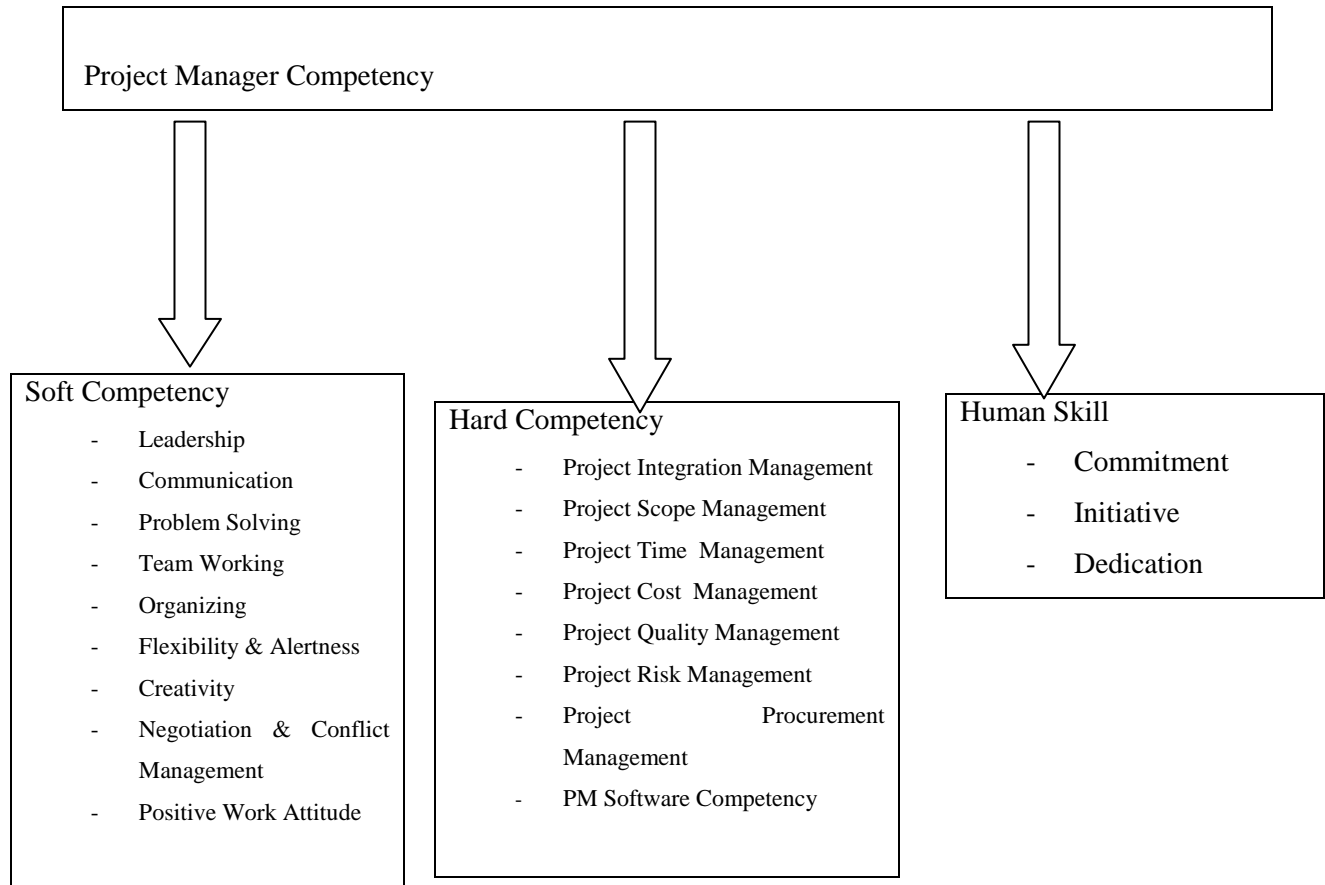 Project Manager Competency
Soft Competency
- Leadership
- Communication
- Problem Solving
- Team Working
- Organizing
- Flexibility & Alertness
- Creativity
- Negotiation & Conflict
Management
- Positive Work Attitude
Hard Competency
- Project Integration Management
- Project Scope Management
- Project Time Management
- Project Cost Management
- Project Quality Management
- Project Risk Management
- Project Procurement
Management
- PM Software Competency
Human Skill
- Commitment
- Initiative
- Dedication